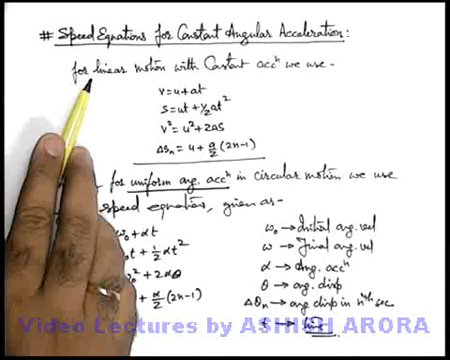 # Speed Equations for Constant Angular Acceleration:
for linear motion with Constant accⁿ we use -
v = u + at
s = ut + ½at²
v² = u² + 2as
Δsₙ = u + a/2 (2n-1)
for uniform ang. accⁿ in circular motion we use
speed equations, given as -
ω₀ + αt
ω₀t + ½αt²
ω₀² + 2αθ
+ α/2 (2n-1)
ω₀ → Initial ang. vel
ω → Final ang. vel
α → Ang. accⁿ
θ → ang. disp
Δθₙ → ang. disp in nᵗʰ sec
Video Lectures by ASHISH ARORA